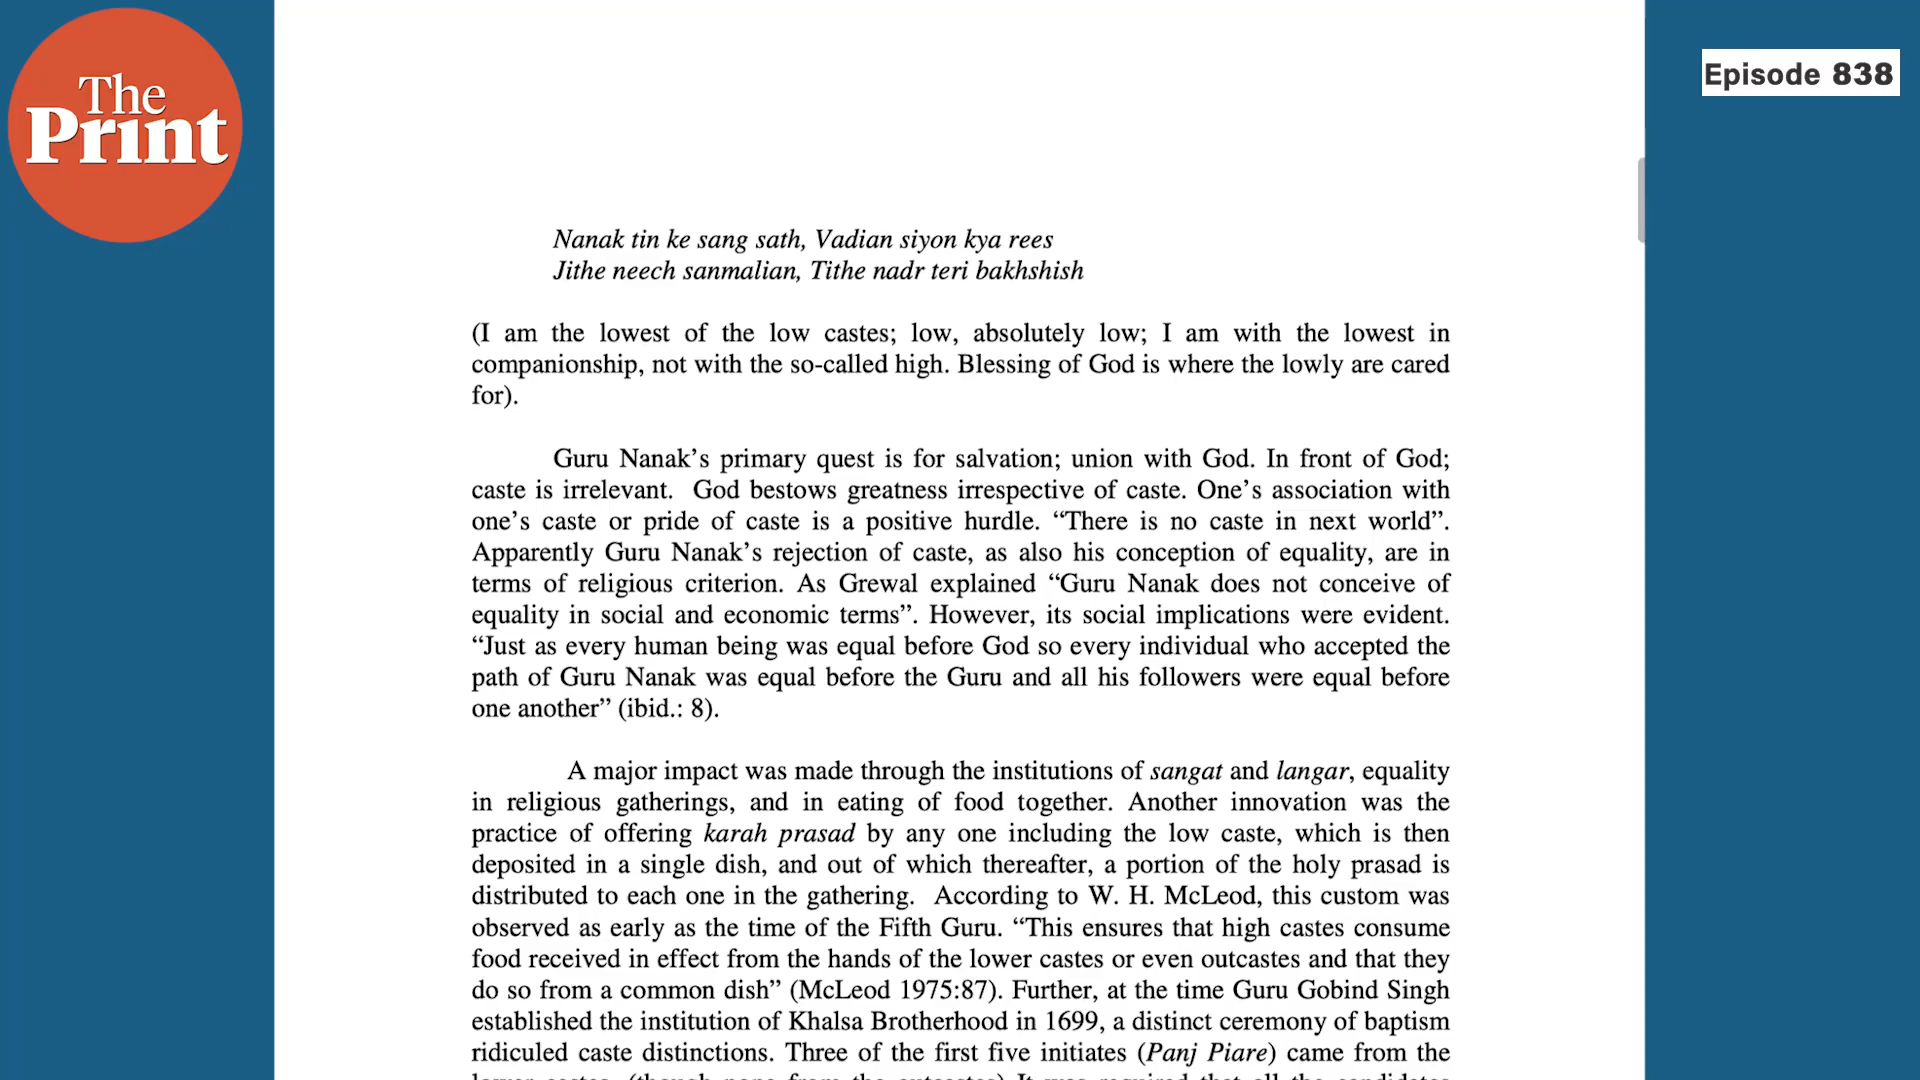 The
Print
Episode 838
Nanak tin ke sang sath, Vadian siyon kya rees
Jithe neech sanmalian, Tithe nadr teri bakhshish
(I am the lowest of the low castes; low, absolutely low; I am with the lowest in
companionship, not with the so-called high. Blessing of God is where the lowly are cared
for).
Guru Nanak’s primary quest is for salvation; union with God. In front of God;
caste is irrelevant.  God bestows greatness irrespective of caste. One’s association with
one’s caste or pride of caste is a positive hurdle. “There is no caste in next world”.
Apparently Guru Nanak’s rejection of caste, as also his conception of equality, are in
terms of religious criterion. As Grewal explained “Guru Nanak does not conceive of
equality in social and economic terms”. However, its social implications were evident.
“Just as every human being was equal before God so every individual who accepted the
path of Guru Nanak was equal before the Guru and all his followers were equal before
one another” (ibid.: 8).
A major impact was made through the institutions of sangat and langar, equality
in religious gatherings, and in eating of food together. Another innovation was the
practice of offering karah prasad by any one including the low caste, which is then
deposited in a single dish, and out of which thereafter, a portion of the holy prasad is
distributed to each one in the gathering.  According to W. H. McLeod, this custom was
observed as early as the time of the Fifth Guru. “This ensures that high castes consume
food received in effect from the hands of the lower castes or even outcastes and that they
do so from a common dish” (McLeod 1975:87). Further, at the time Guru Gobind Singh
established the institution of Khalsa Brotherhood in 1699, a distinct ceremony of baptism
ridiculed caste distinctions. Three of the first five initiates (Panj Piare) came from the